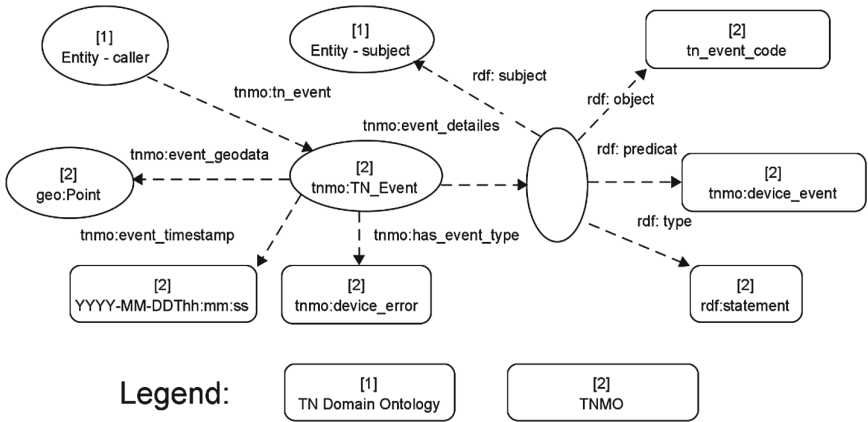 [1]
Entity - caller
[1]
Entity - subject
[2]
tn_event_code
rdf: subject
tnmo:tn_event
rdf: object
tnmo:event_detailes
rdf: predicat
tnmo:event_geodata
[2]
geo:Point
[2]
tnmo:TN_Event
[2]
tnmo:device_event
rdf: type
tnmo:event_timestamp
tnmo:has_event_type
[2]
YYYY-MM-DDThh:mm:ss
[2]
tnmo:device_error
[2]
rdf:statement
Legend:
[1]
TN Domain Ontology
[2]
TNMO